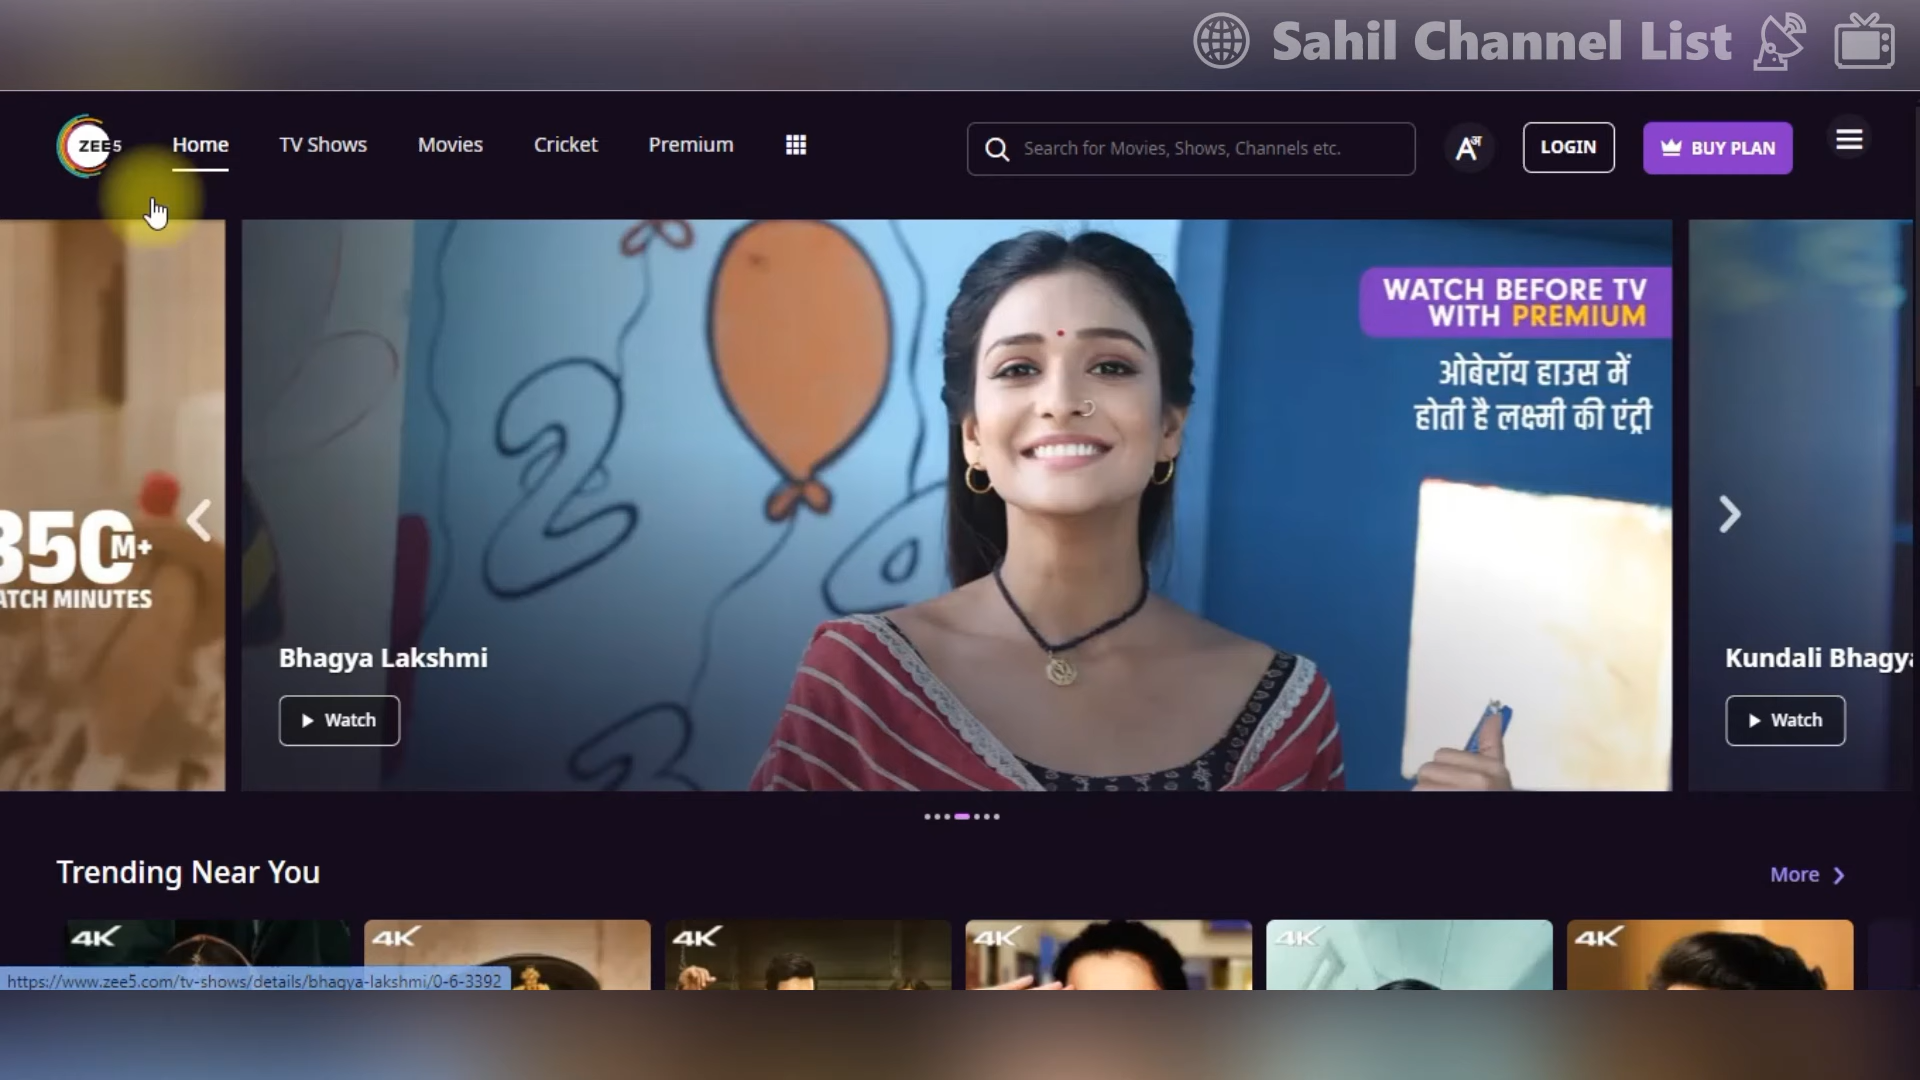 Sahil Channel List
ZEE5
Home
TV Shows
Movies
Cricket
Premium
Search for Movies, Shows, Channels etc.
Aअ
LOGIN
BUY PLAN
WATCH BEFORE TV
WITH PREMIUM
ओबेरॉय हाउस में
होती है लक्ष्मी की एंट्री
350M+
ATCH MINUTES
Bhagya Lakshmi
Watch
Kundali Bhagya
Watch
Trending Near You
More
4K
4K
4K
4K
4K
4K
https://www.zee5.com/tv-shows/details/bhagya-lakshmi/0-6-3392